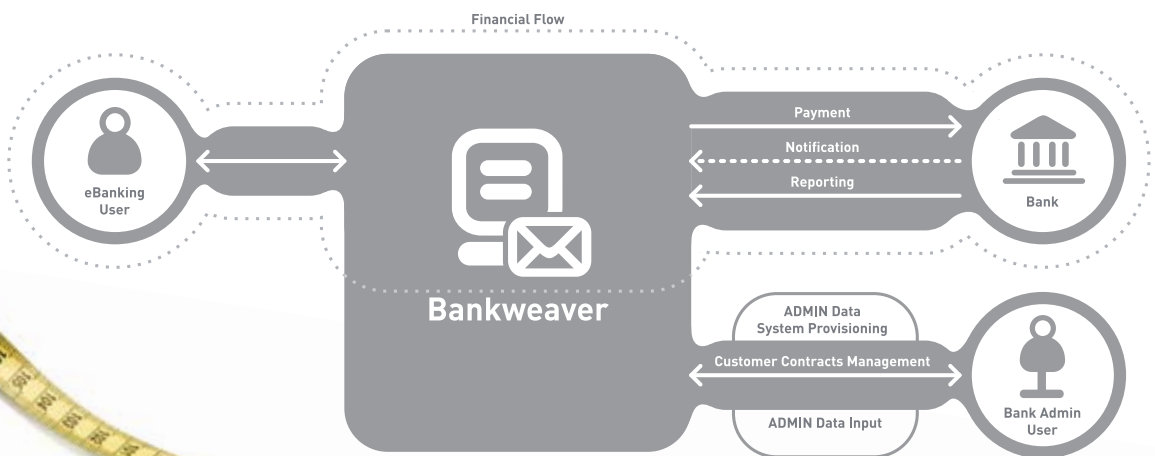 Financial Flow
eBanking
User
Bankweaver
Payment
Notification
Reporting
Bank
ADMIN Data
System Provisioning
Customer Contracts Management
ADMIN Data Input
Bank Admin
User